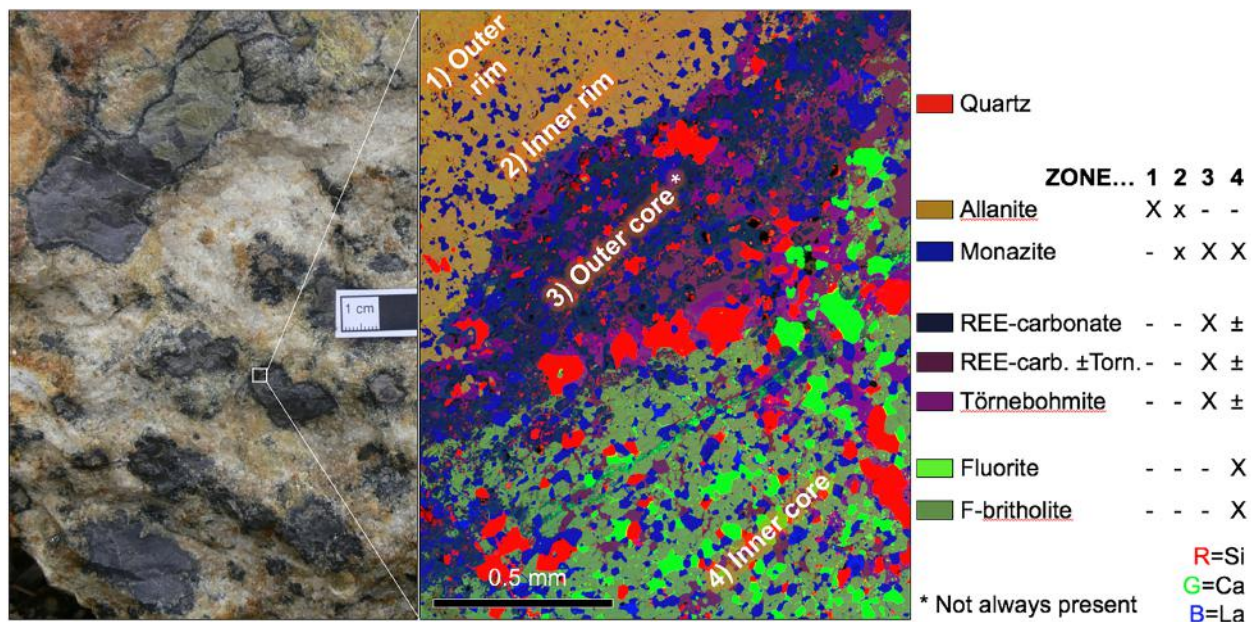 1 cm
1) Outer
rim
2) Inner rim
3) Outer core *
4) Inner core
0.5 mm
Quartz
ZONE... 1 2 3 4
Allanite X x - -
Monazite - x X X
REE-carbonate - - X ±
REE-carb. ±Torn. - - X ±
Törnebohmite - - X ±
Fluorite - - - X
F-britholite - - - X
R=Si
G=Ca
B=La
* Not always present